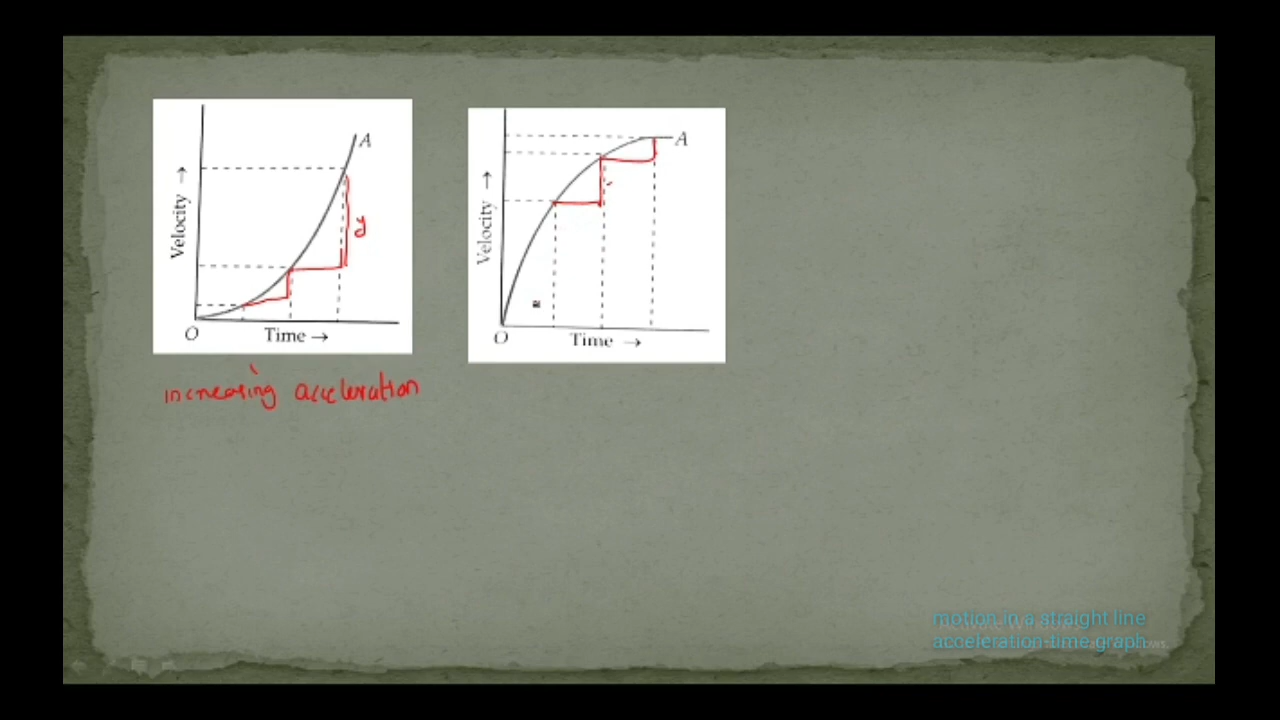 A
Velocity →
y
O
Time →
increasing acceleration
A
Velocity →
O
Time →
motion in a straight line
acceleration-time graph